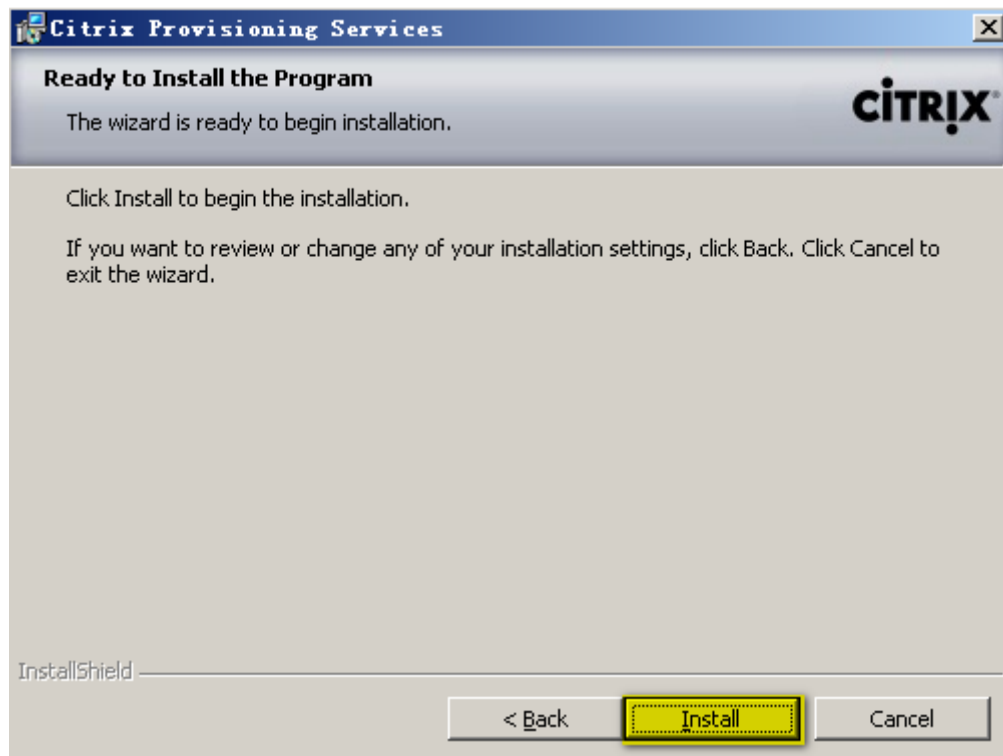 Citrix Provisioning Services
Ready to Install the Program
The wizard is ready to begin installation.
CITRIX
Click Install to begin the installation.
If you want to review or change any of your installation settings, click Back. Click Cancel to
exit the wizard.
InstallShield
< Back
Install
Cancel